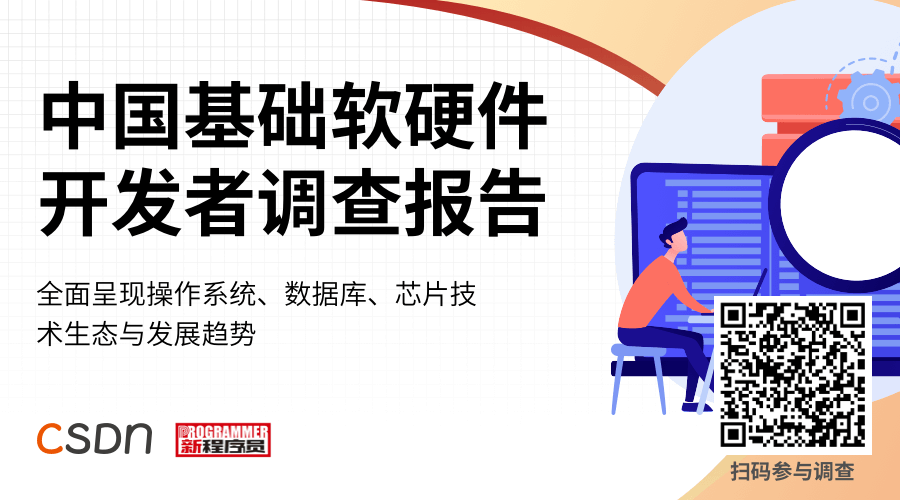 中国基础软硬件
开发者调查报告
全面呈现操作系统、数据库、芯片技
术生态与发展趋势
CSDN
PROGRAMMER
新程序员
扫码参与调查